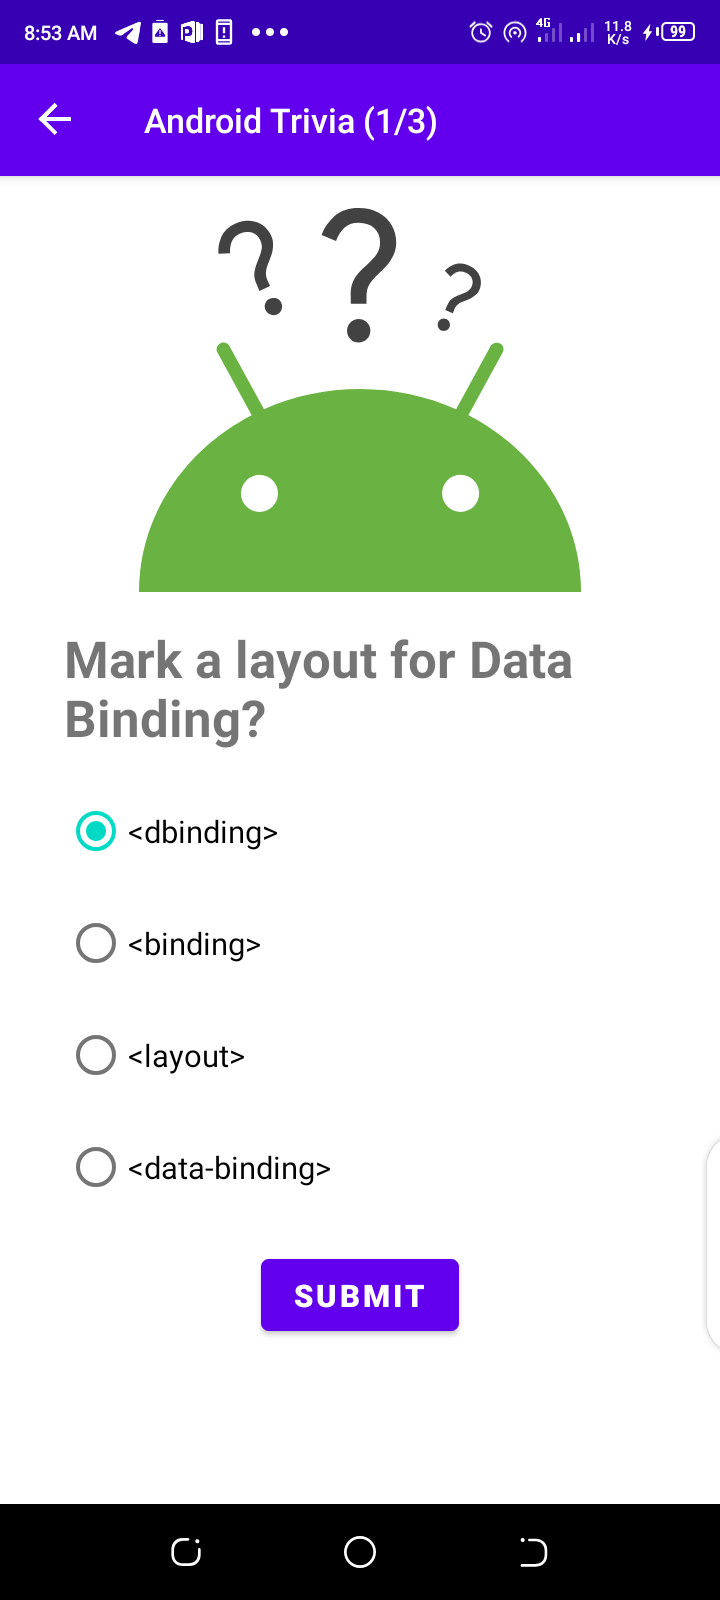 8:53 AM
4G
11.8
K/s
99
Android Trivia (1/3)
? ? ?
Mark a layout for Data
Binding?
<dbinding>
<binding>
<layout>
<data-binding>
SUBMIT